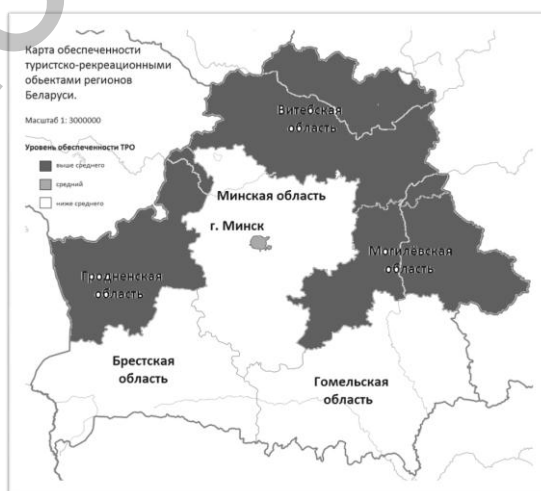 Карта обеспеченности
туристско-рекреационными
объектами регионов
Беларуси.
Масштаб 1: 3000000
Уровень обеспеченности ТРО
выше среднего
средний
ниже среднего
Витебская
область
Минская область
г. Минск
Могилевская
область
Гродненская
область
Брестская
область
Гомельская
область